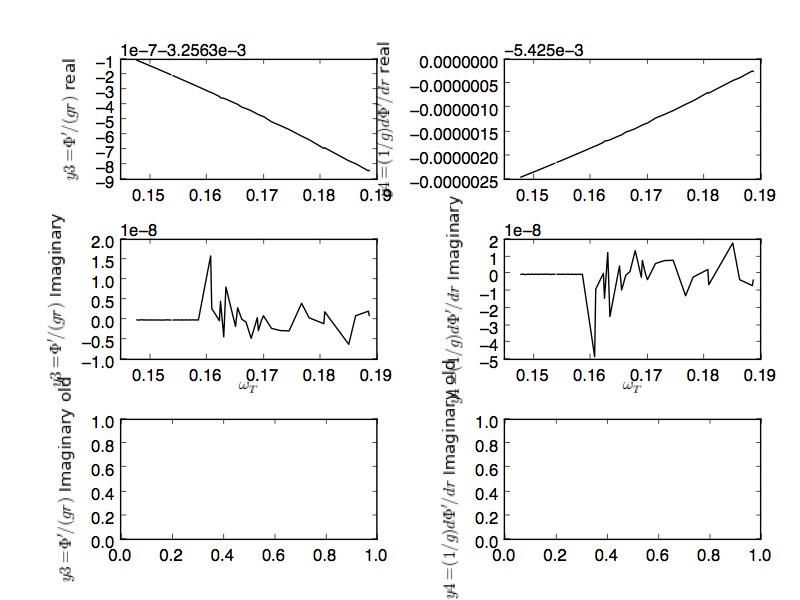 1e−7−3.2563e−3
y3=Φ′/(gr) real
−1
−2
−3
−4
−5
−6
−7
−8
−9
0.15 0.16 0.17 0.18 0.19
−5.425e−3
y4=(1/g)dΦ′/dr real
0.0000000
−0.0000005
−0.0000010
−0.0000015
−0.0000020
−0.0000025
0.15 0.16 0.17 0.18 0.19
1e−8
y3=Φ′/(gr) Imaginary
2.0
1.5
1.0
0.5
0.0
−0.5
−1.0
0.15 0.16 0.17 0.18 0.19
ω_T
1e−8
y4=(1/g)dΦ′/dr Imaginary
2
1
0
−1
−2
−3
−4
−5
0.15 0.16 0.17 0.18 0.19
ω_T
y3=Φ′/(gr) Imaginary old
1.0
0.8
0.6
0.4
0.2
0.0
0.0 0.2 0.4 0.6 0.8 1.0
y4=(1/g)dΦ′/dr Imaginary old
1.0
0.8
0.6
0.4
0.2
0.0
0.0 0.2 0.4 0.6 0.8 1.0